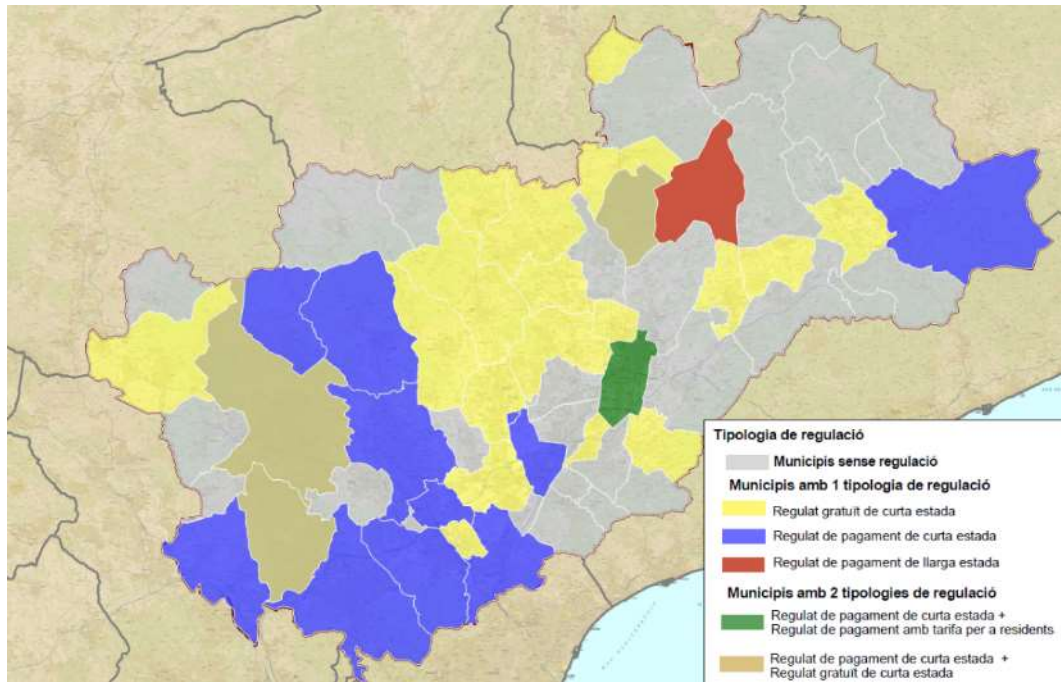 Tipologia de regulació
Municipis sense regulació
Municipis amb 1 tipologia de regulació
Regulat gratuït de curta estada
Regulat de pagament de curta estada
Regulat de pagament de llarga estada
Municipis amb 2 tipologies de regulació
Regulat de pagament de curta estada +
Regulat de pagament amb tarifa per a residents
Regulat de pagament de curta estada +
Regulat gratuït de curta estada